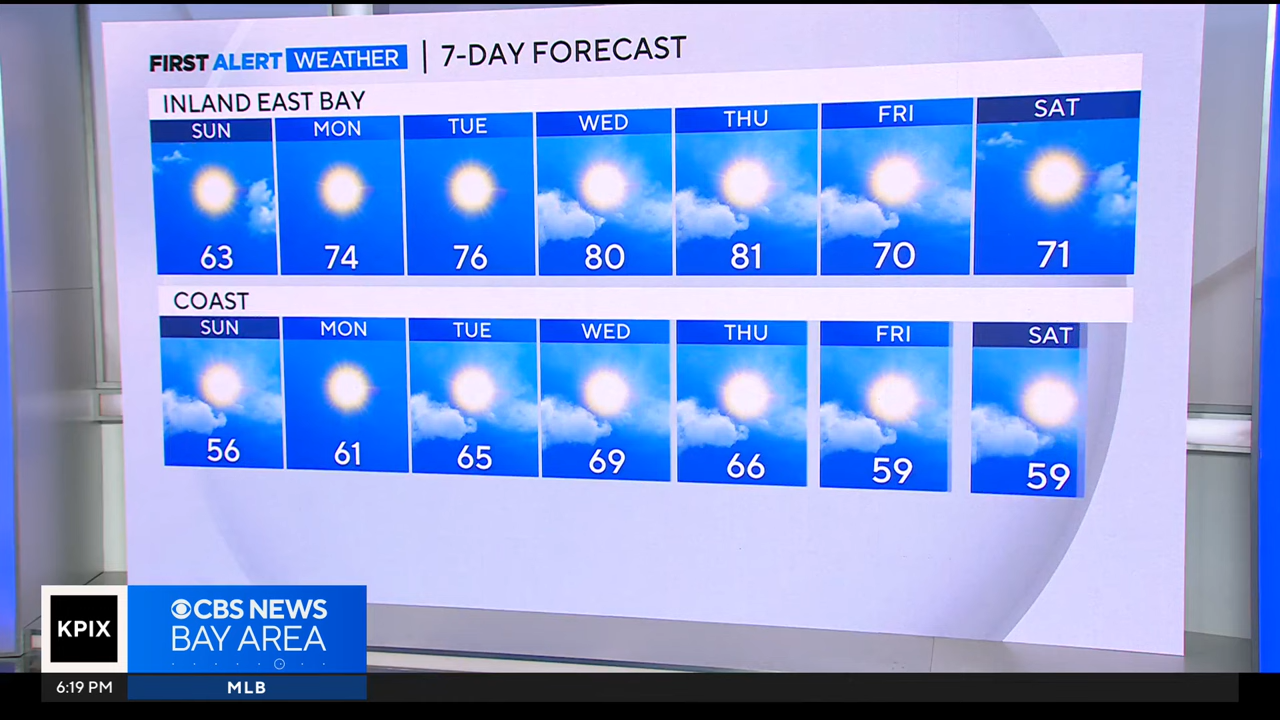 FIRST ALERT WEATHER | 7-DAY FORECAST
INLAND EAST BAY
SUN MON TUE WED THU FRI SAT
63 74 76 80 81 70 71
COAST
SUN MON TUE WED THU FRI SAT
56 61 65 69 66 59 59
KPIX
CBS NEWS
BAY AREA
6:19 PM
MLB